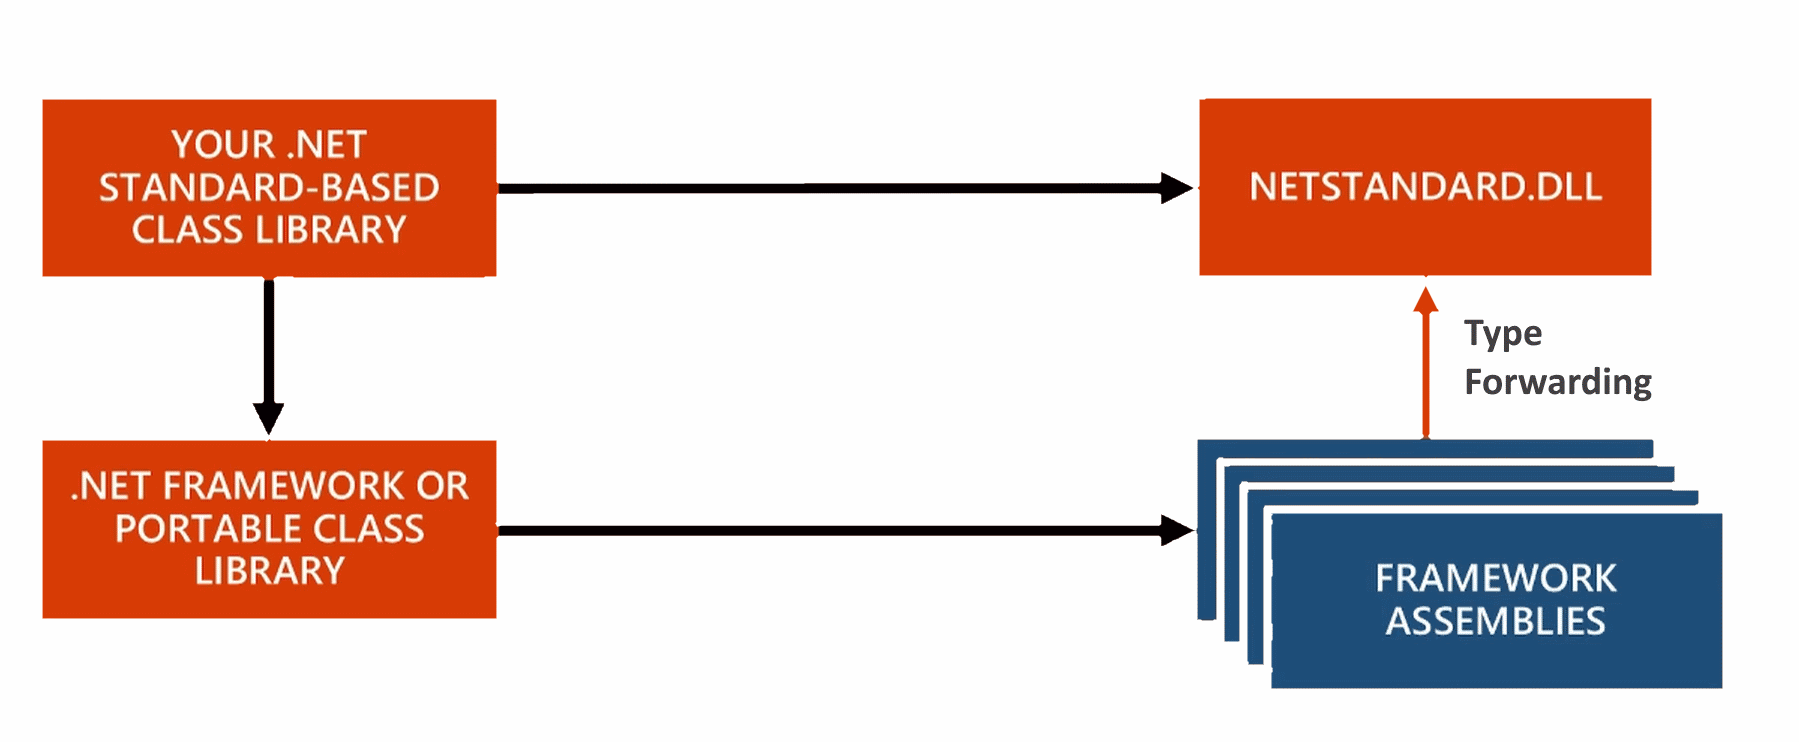 YOUR .NET
STANDARD-BASED
CLASS LIBRARY
NETSTANDARD.DLL
Type
Forwarding
.NET FRAMEWORK OR
PORTABLE CLASS
LIBRARY
FRAMEWORK
ASSEMBLIES